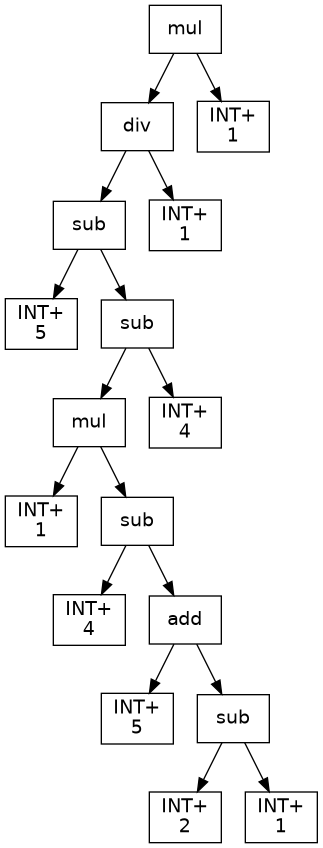 mul
div
INT+
1
sub
INT+
1
INT+
5
sub
mul
INT+
4
INT+
1
sub
INT+
4
add
INT+
5
sub
INT+
2
INT+
1